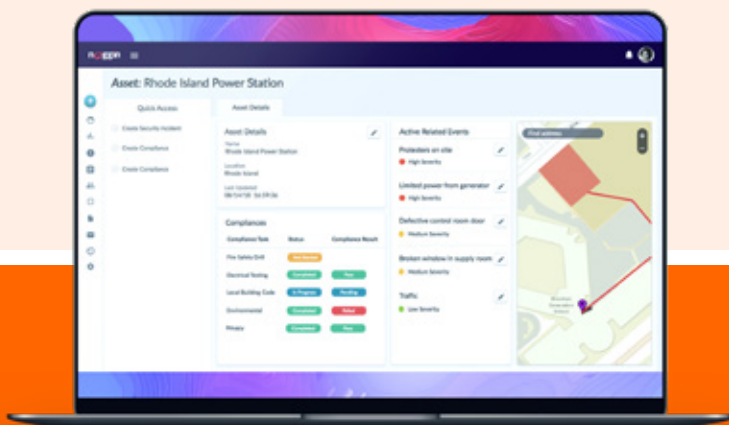 noggin
Asset: Rhode Island Power Station
Quick Access
Asset Details
Create Security Incident
Create Compliance
Create Compliance
Asset Details
Name
Rhode Island Power Station
Location
Rhode Island
Last Updated
Compliances
Compliance Task Status Compliance Result
Fire Safety Drill
Electrical Testing Completed Pass
Local Building Code In Progress Pending
Environmental Completed Failed
Privacy Completed Pass
Active Related Events
Protesters on site
High Severity
Limited power from generator
High Severity
Defective control room door
Medium Severity
Broken window in supply room
Medium Severity
Traffic
Low Severity
Find address